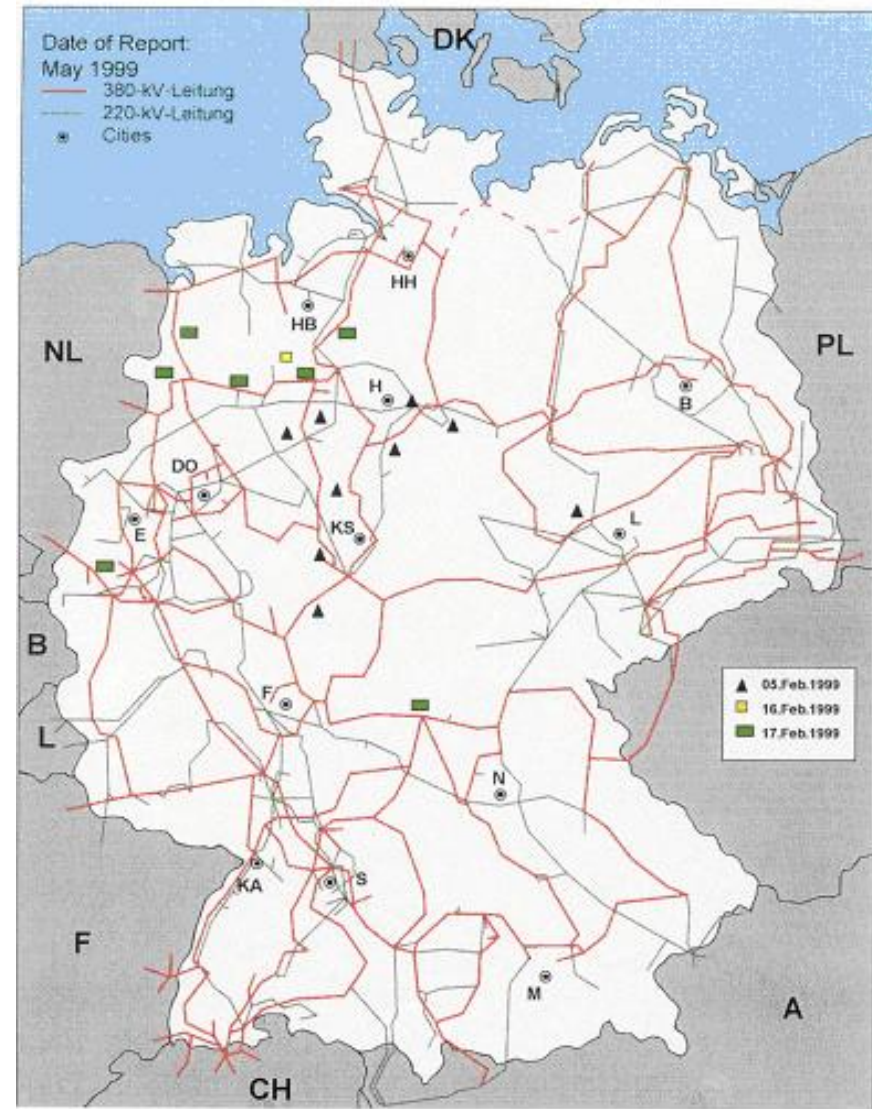 Date of Report:
May 1999
380-kV-Leitung
220-kV-Leitung
Cities
DK
HH
HB
NL
PL
H
B
DO
E
KS
L
B
L
F
05.Feb.1999
16.Feb.1999
17.Feb.1999
N
KA
S
F
M
A
CH